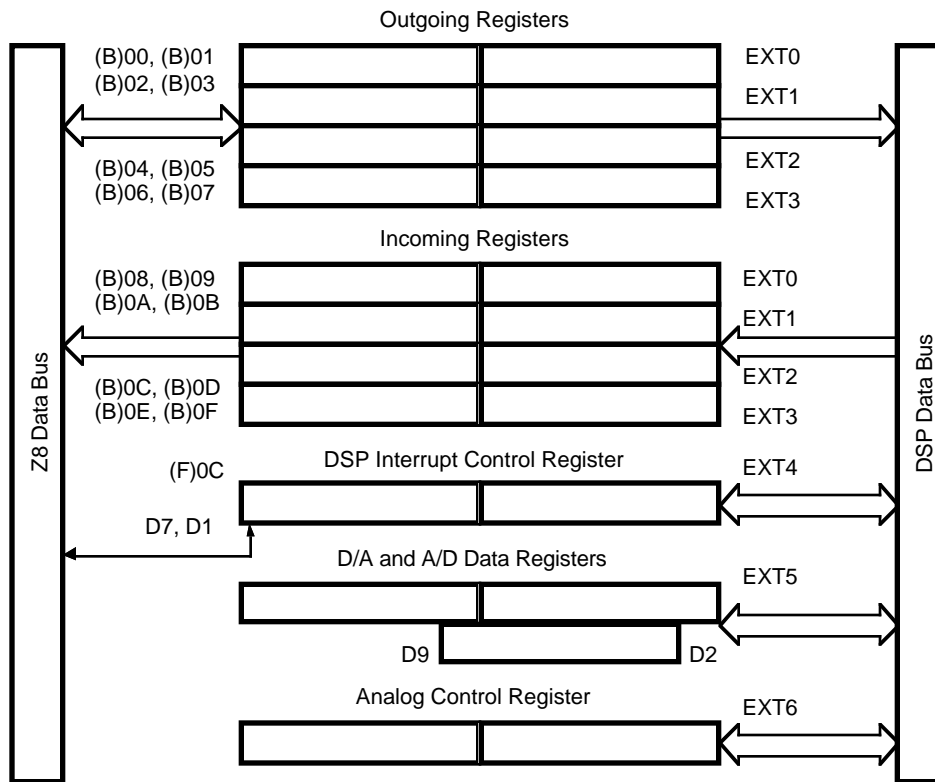 Outgoing Registers
(B)00, (B)01
(B)02, (B)03
(B)04, (B)05
(B)06, (B)07
EXT0
EXT1
EXT2
EXT3
Incoming Registers
(B)08, (B)09
(B)0A, (B)0B
(B)0C, (B)0D
(B)0E, (B)0F
EXT0
EXT1
EXT2
EXT3
Z8 Data Bus
DSP Data Bus
DSP Interrupt Control Register
(F)0C
EXT4
D7, D1
D/A and A/D Data Registers
EXT5
D9
D2
Analog Control Register
EXT6